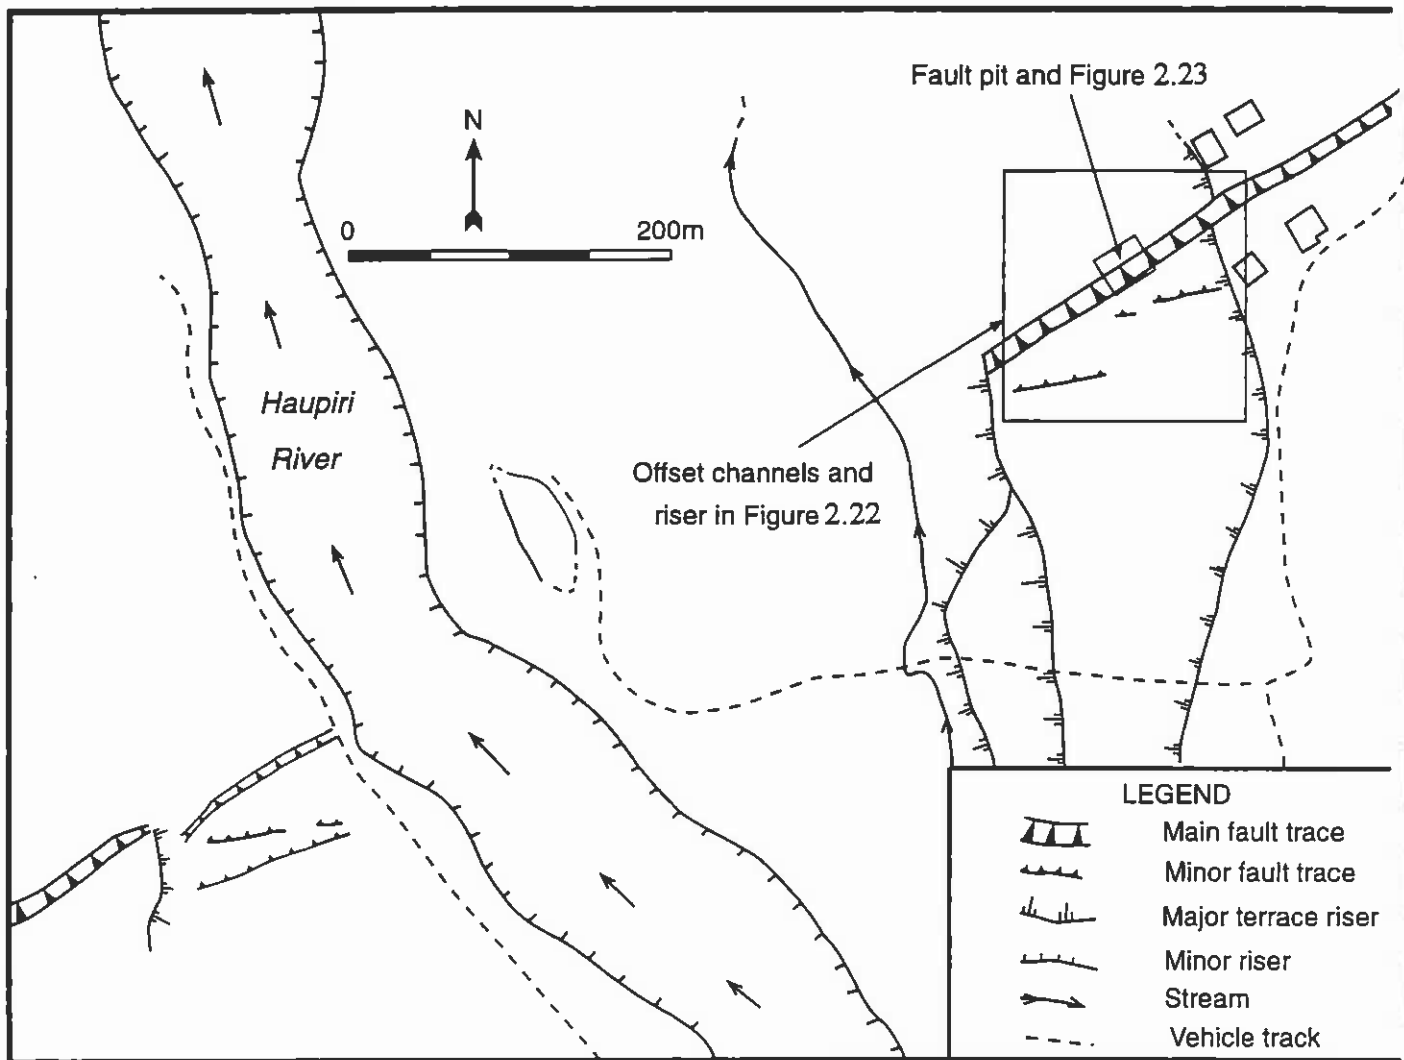 Fault pit and Figure 2.23
N
0 200m
Haupiri
River
Offset channels and
riser in Figure 2.22
LEGEND
Main fault trace
Minor fault trace
Major terrace riser
Minor riser
Stream
Vehicle track